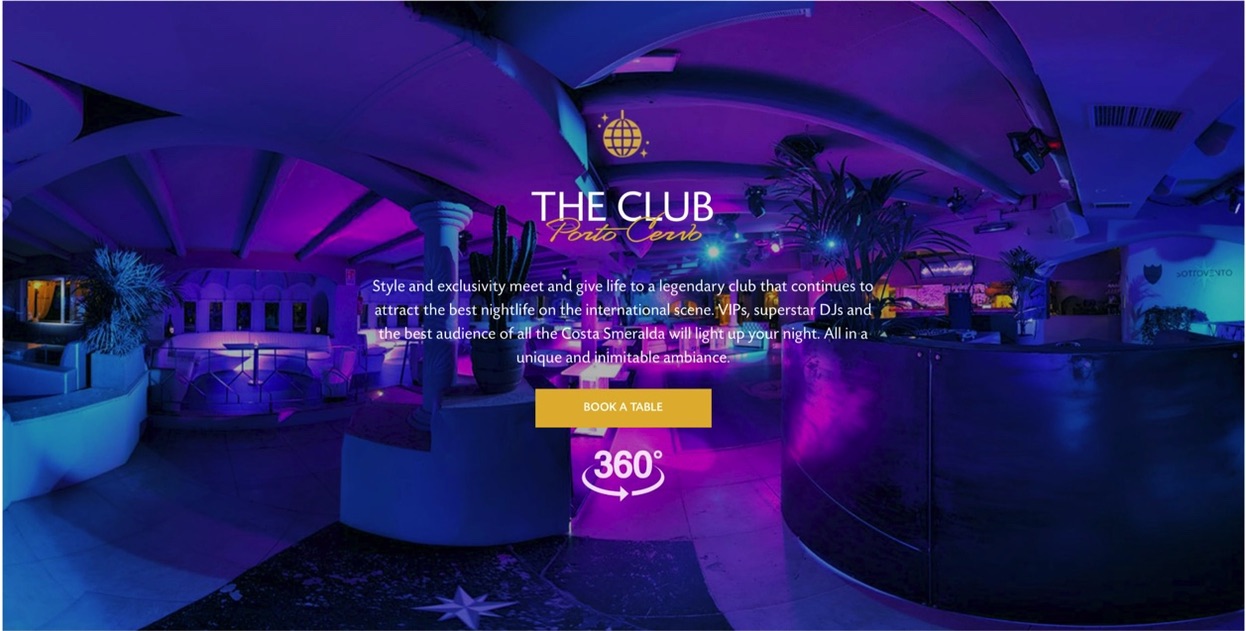 THE CLUB
Porto Cervo
Style and exclusivity meet and give life to a legendary club that continues to
attract the best nightlife on the international scene. VIPs, superstar DJs and
the best audience of all the Costa Smeralda will light up your night. All in a
unique and inimitable ambiance.
BOOK A TABLE
360°
SOTTOVENTO